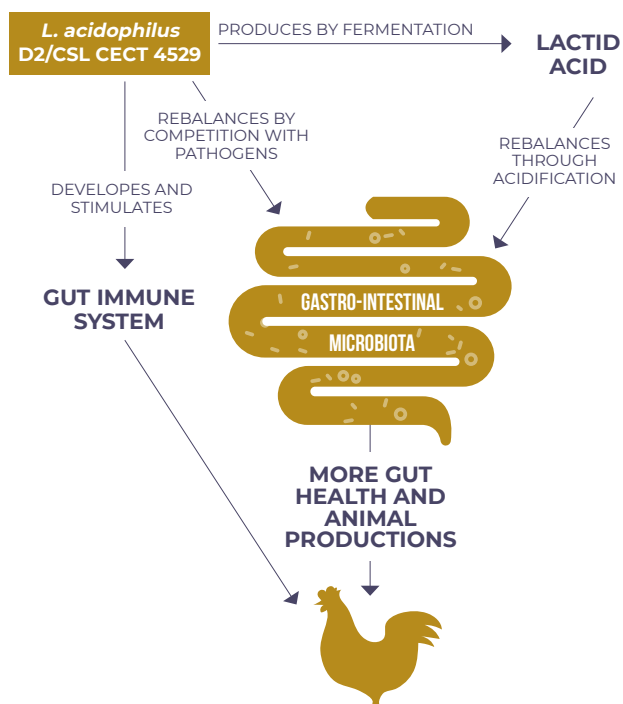 L. acidophilus
D2/CSL CECT 4529
PRODUCES BY FERMENTATION
LACTID
ACID
REBALANCES BY
COMPETITION WITH
PATHOGENS
REBALANCES
THROUGH
ACIDIFICATION
DEVELOPES AND
STIMULATES
GUT IMMUNE
SYSTEM
GASTRO-INTESTINAL
MICROBIOTA
MORE GUT
HEALTH AND
ANIMAL
PRODUCTIONS